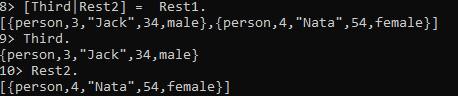 8> [Third|Rest2] =  Rest1.
[{person,3,"Jack",34,male},{person,4,"Nata",54,female}]
9> Third.
{person,3,"Jack",34,male}
10> Rest2.
[{person,4,"Nata",54,female}]